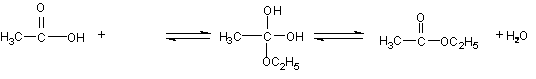 O
H₃C C OH +
OH
H₃C C OH
OC₂H₅
O
H₃C C OC₂H₅ + H₂O